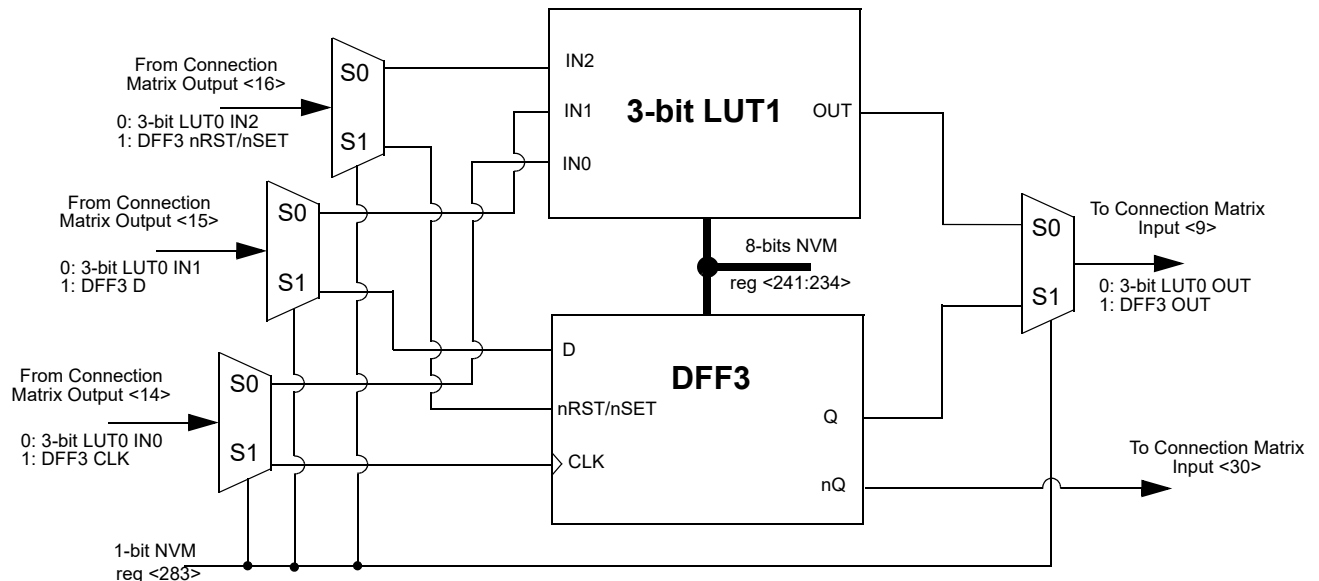 From Connection
Matrix Output <16>
0: 3-bit LUT0 IN2
1: DFF3 nRST/nSET
S0
S1
From Connection
Matrix Output <15>
0: 3-bit LUT0 IN1
1: DFF3 D
S0
S1
From Connection
Matrix Output <14>
0: 3-bit LUT0 IN0
1: DFF3 CLK
S0
S1
1-bit NVM
reg <283>
IN2
IN1
IN0
3-bit LUT1
OUT
8-bits NVM
reg <241:234>
D
nRST/nSET
CLK
DFF3
Q
nQ
S0
S1
To Connection Matrix
Input <9>
0: 3-bit LUT0 OUT
1: DFF3 OUT
To Connection Matrix
Input <30>